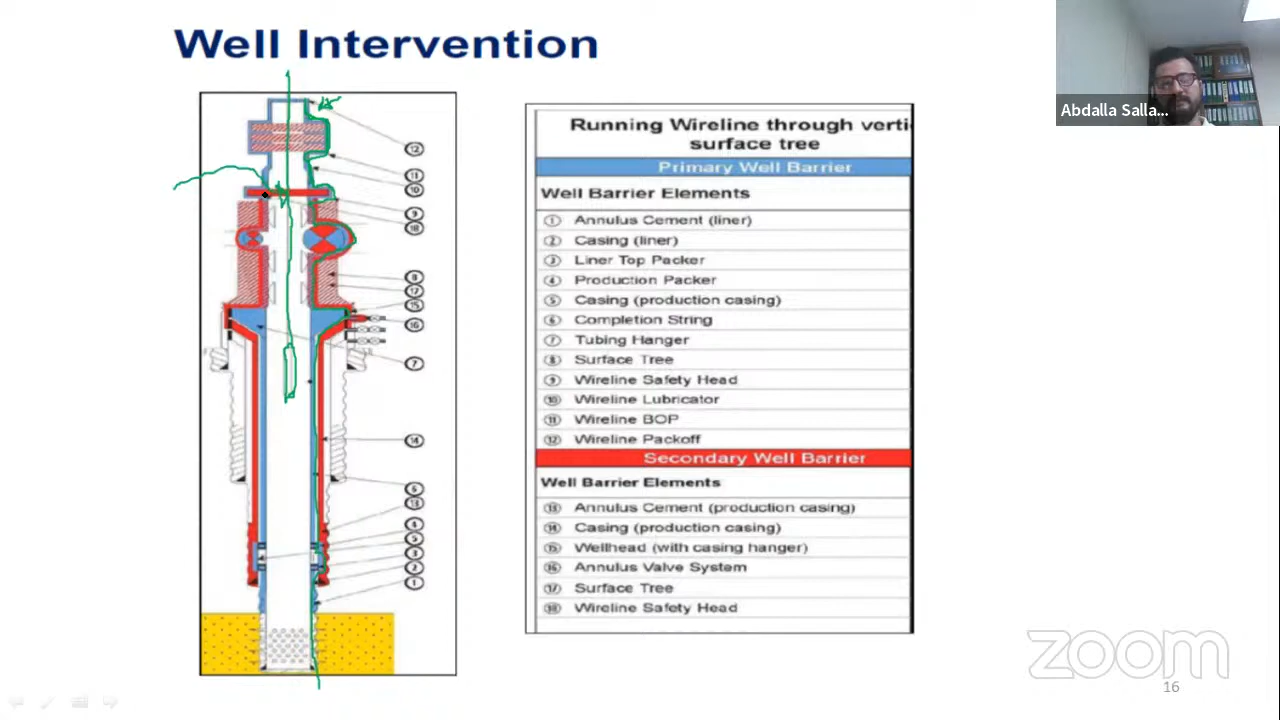 Well Intervention
Abdalla Salla...
12
11
10
9
18
8
17
15
16
7
14
6
13
4
5
3
2
1
Running Wireline through verti
surface tree
Primary Well Barrier
Well Barrier Elements
1 Annulus Cement (liner)
2 Casing (liner)
3 Liner Top Packer
4 Production Packer
5 Casing (production casing)
6 Completion String
7 Tubing Hanger
8 Surface Tree
9 Wireline Safety Head
10 Wireline Lubricator
11 Wireline BOP
12 Wireline Packoff
Secondary Well Barrier
Well Barrier Elements
13 Annulus Cement (production casing)
14 Casing (production casing)
15 Wellhead (with casing hanger)
16 Annulus Valve System
17 Surface Tree
18 Wireline Safety Head
zoom
16